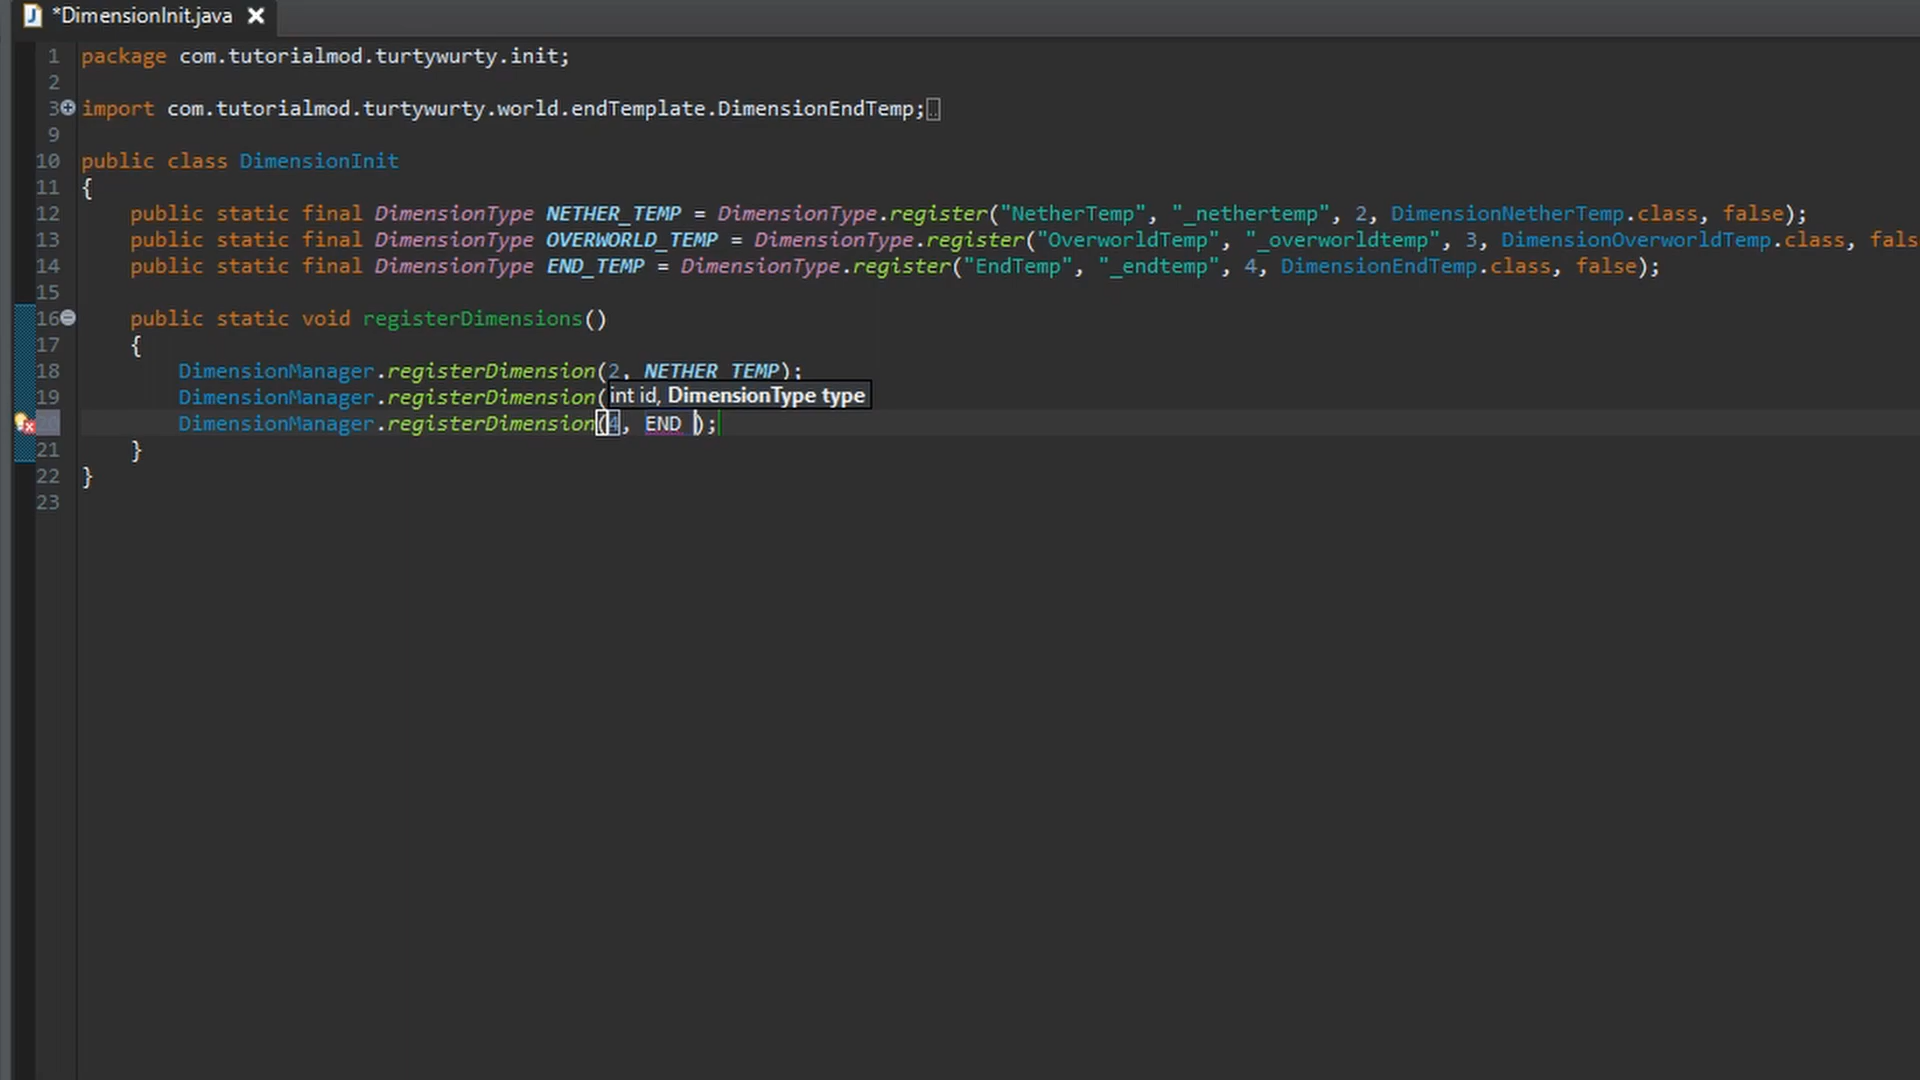 *DimensionInit.java
1 package com.tutorialmod.turtywurty.init;
2
3 import com.tutorialmod.turtywurty.world.endTemplate.DimensionEndTemp;
9
10 public class DimensionInit
11 {
12 public static final DimensionType NETHER_TEMP = DimensionType.register("NetherTemp", "_nethertemp", 2, DimensionNetherTemp.class, false);
13 public static final DimensionType OVERWORLD_TEMP = DimensionType.register("OverworldTemp", "_overworldtemp", 3, DimensionOverworldTemp.class, fals
14 public static final DimensionType END_TEMP = DimensionType.register("EndTemp", "_endtemp", 4, DimensionEndTemp.class, false);
15
16 public static void registerDimensions()
17 {
18 DimensionManager.registerDimension(2, NETHER_TEMP);
19 DimensionManager.registerDimension(
int id, DimensionType type
DimensionManager.registerDimension(4, END );
21 }
22 }
23